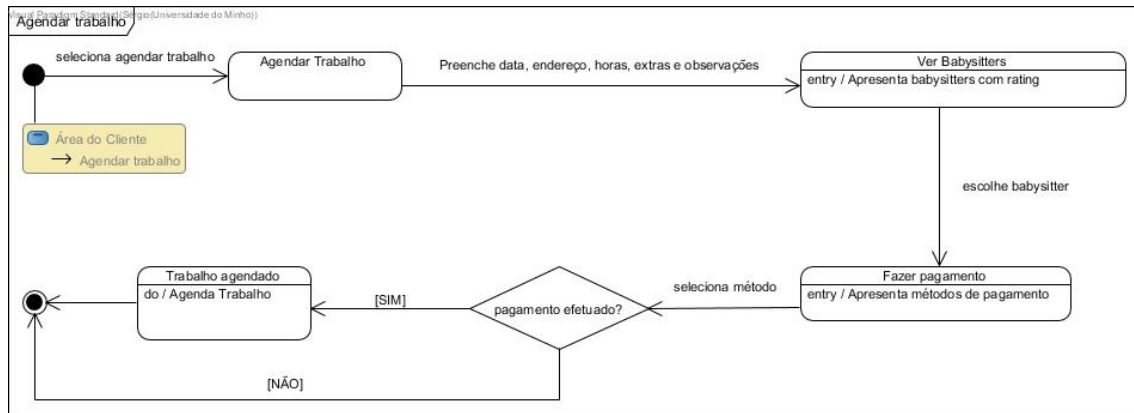 Visual Paradigm Standard(Sérgio(Universidade do Minho))
Agendar trabalho
seleciona agendar trabalho
Agendar Trabalho
Preenche data, endereço, horas, extras e observações
Ver Babysitters
entry / Apresenta babysitters com rating
Área do Cliente
→ Agendar trabalho
escolhe babysitter
Trabalho agendado
do / Agenda Trabalho
[SIM]
pagamento efetuado?
seleciona método
Fazer pagamento
entry / Apresenta métodos de pagamento
[NÃO]